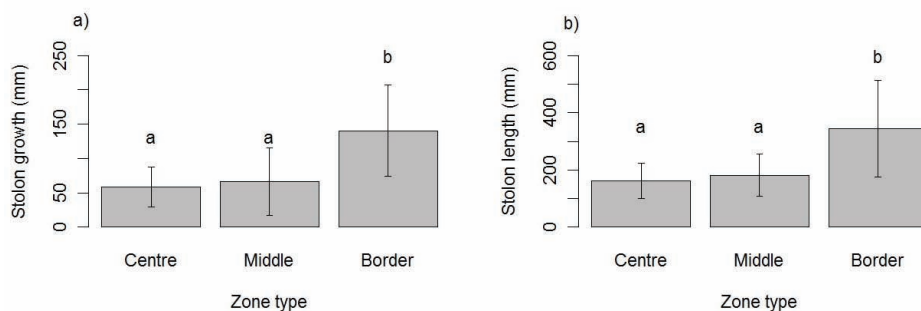 a)
Stolon growth (mm)
250
150
50
0
a
a
b
Centre
Middle
Border
Zone type
b)
Stolon length (mm)
600
400
200
0
a
a
b
Centre
Middle
Border
Zone type